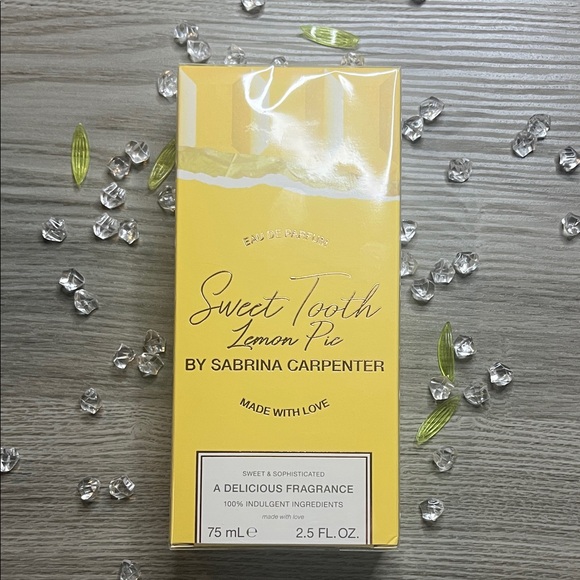 EAU DE PARFUM
Sweet Tooth
Lemon Pie
BY SABRINA CARPENTER
MADE WITH LOVE
SWEET & SOPHISTICATED
A DELICIOUS FRAGRANCE
100% INDULGENT INGREDIENTS
made with love
75 mL℮ 2.5 FL.OZ.